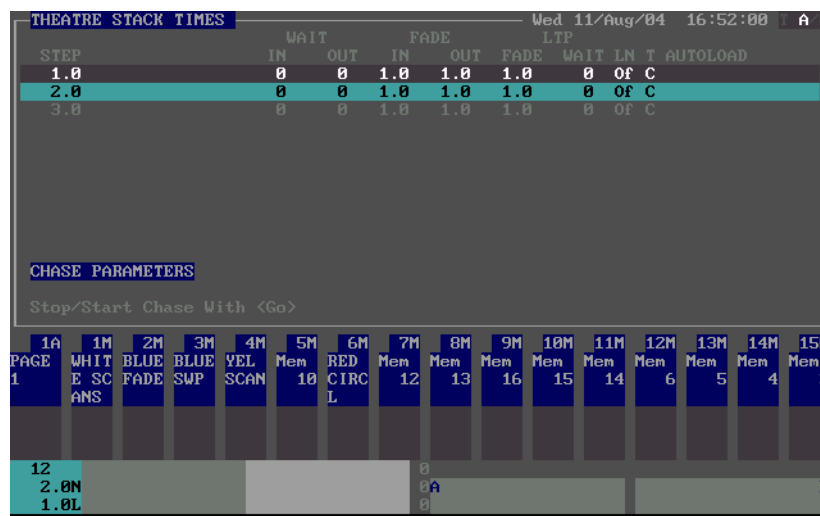 THEATRE STACK TIMES Wed 11/Aug/04 16:52:00 T A
WAIT FADE LTP
STEP IN OUT IN OUT FADE WAIT LN T AUTOLOAD
1.0 0 0 1.0 1.0 1.0 0 Of C
2.0 0 0 1.0 1.0 1.0 0 Of C
3.0 0 0 1.0 1.0 1.0 0 Of C
CHASE PARAMETERS
Stop/Start Chase With <Go>
1A 1M 2M 3M 4M 5M 6M 7M 8M 9M 10M 11M 12M 13M 14M 15
PAGE WHIT BLUE BLUE YEL Mem RED Mem Mem Mem Mem Mem Mem Mem Mem Mem
1 E SC FADE SWP SCAN 10 CIRC 12 13 16 15 14 6 5 4
ANS L
12 0
2.0N 0A
1.0L 0